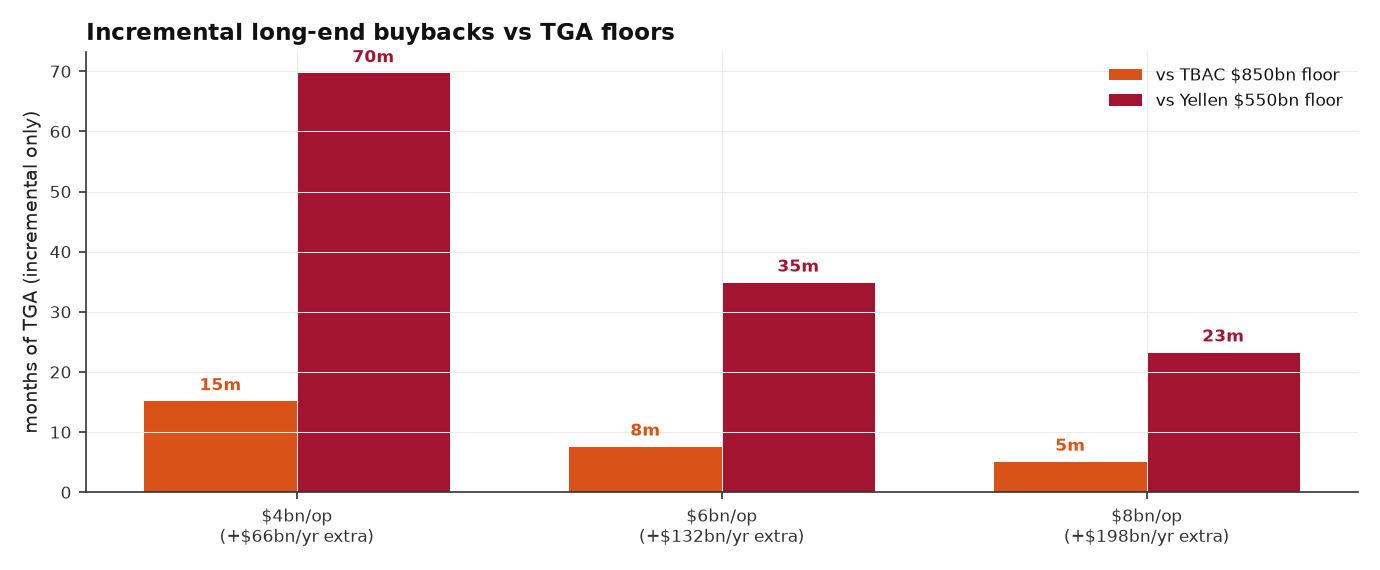 Incremental long-end buybacks vs TGA floors
months of TGA (incremental only)
70
60
50
40
30
20
10
0
vs TBAC $850bn floor
vs Yellen $550bn floor
70m
15m
35m
8m
23m
5m
$4bn/op
(+$66bn/yr extra)
$6bn/op
(+$132bn/yr extra)
$8bn/op
(+$198bn/yr extra)